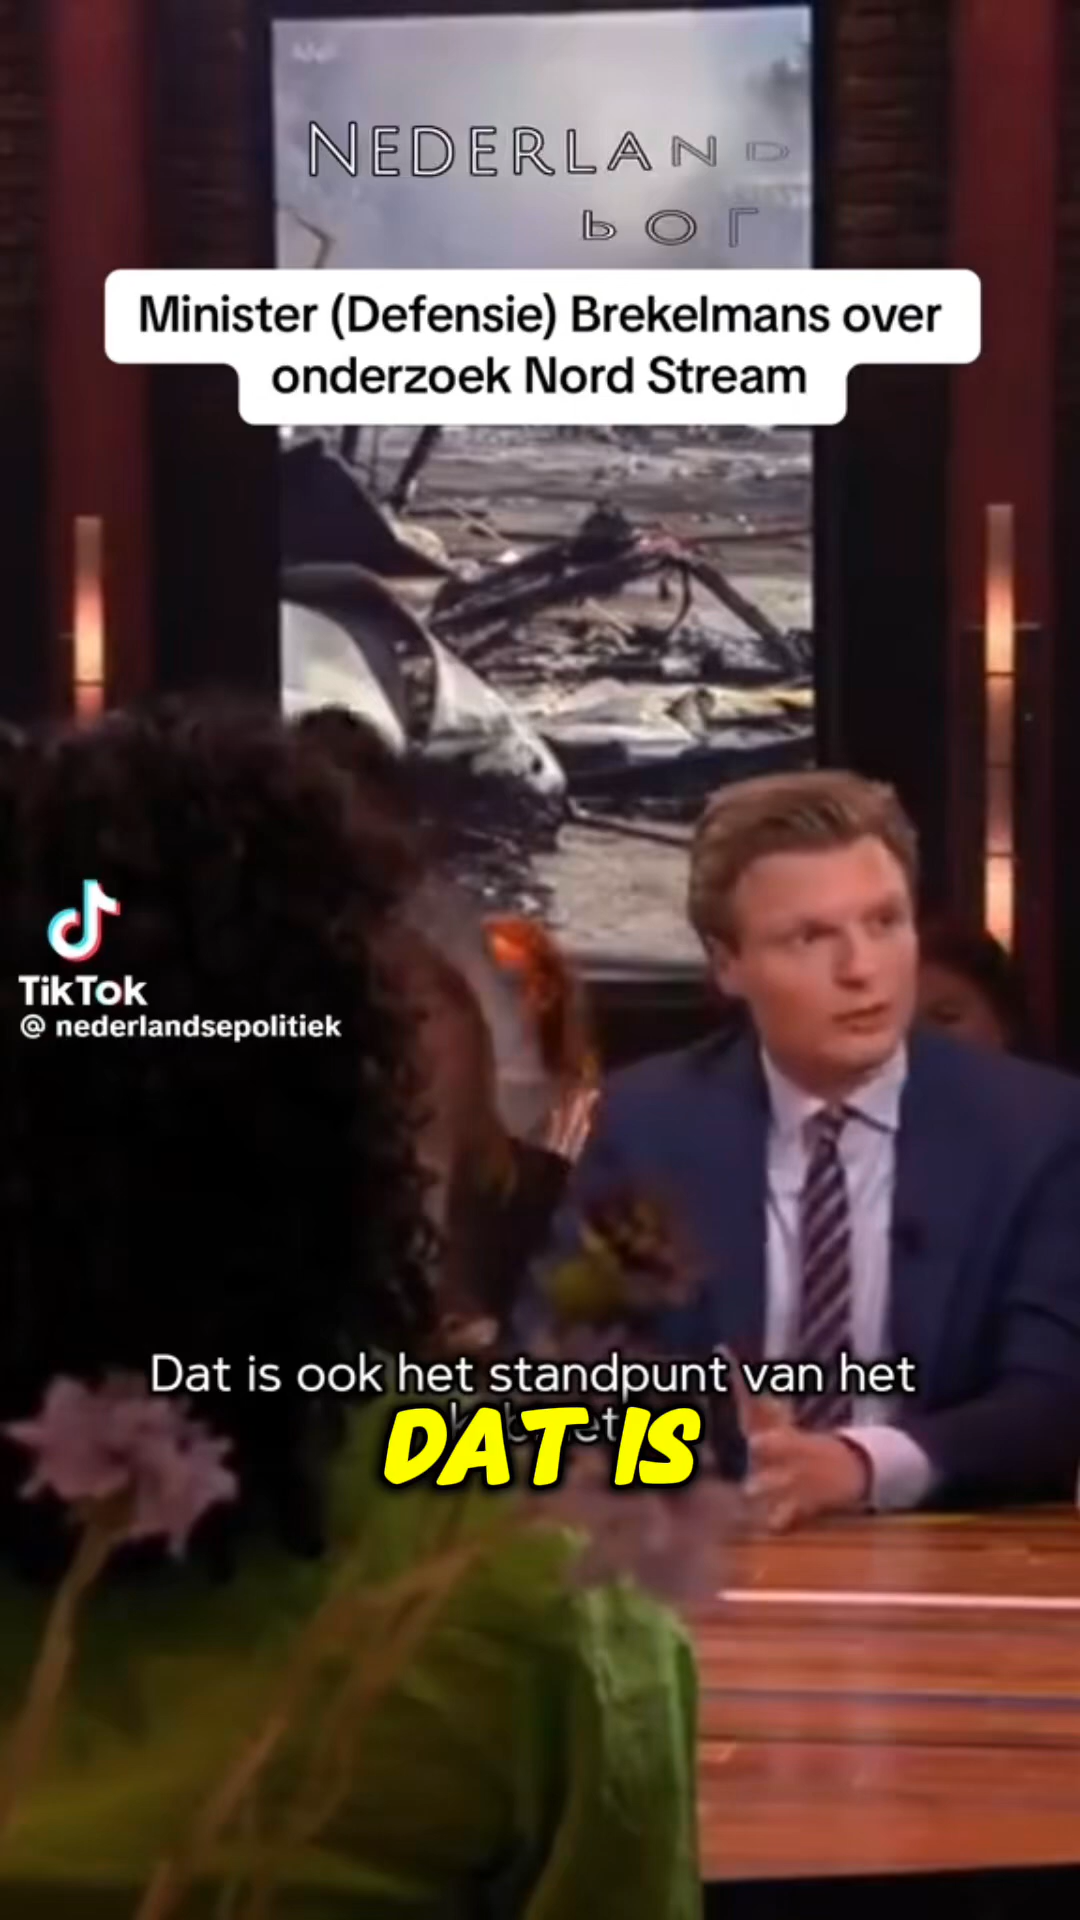 NEDERLAND
POL
Minister (Defensie) Brekelmans over
onderzoek Nord Stream
TikTok
@ nederlandsepolitiek
Dat is ook het standpunt van het
DAT IS